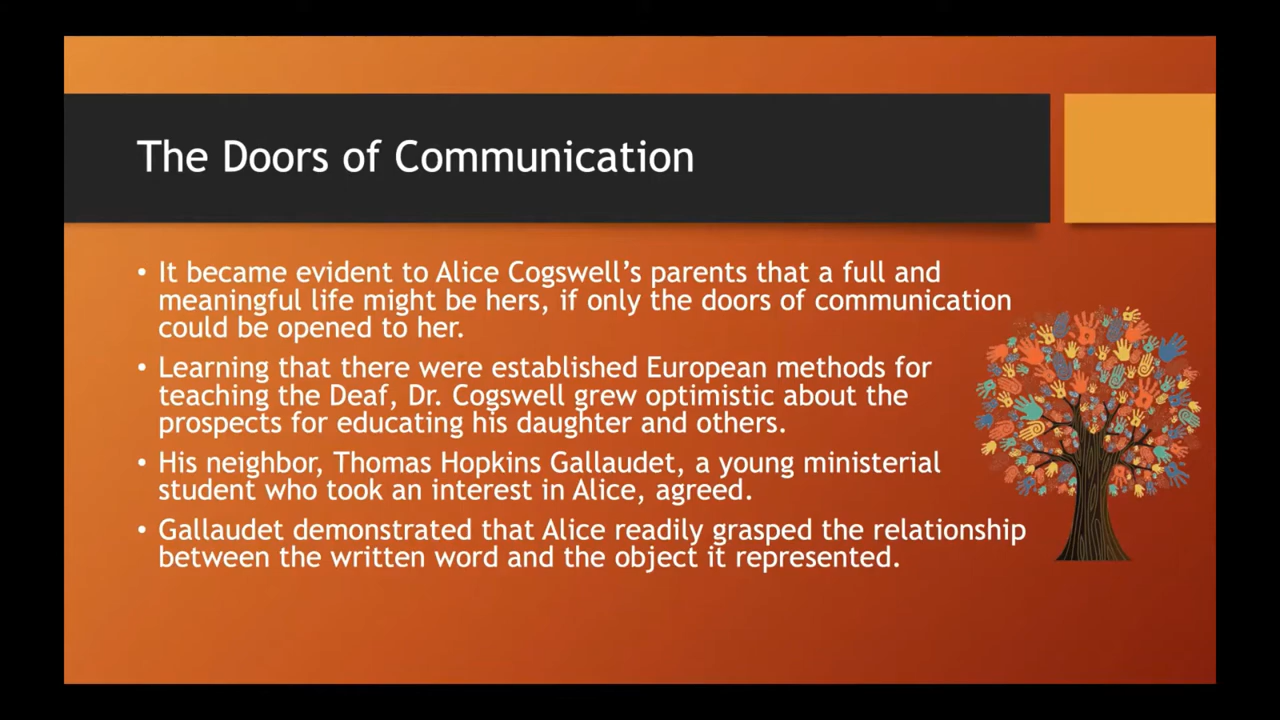 The Doors of Communication
• It became evident to Alice Cogswell’s parents that a full and
meaningful life might be hers, if only the doors of communication
could be opened to her.
• Learning that there were established European methods for
teaching the Deaf, Dr. Cogswell grew optimistic about the
prospects for educating his daughter and others.
• His neighbor, Thomas Hopkins Gallaudet, a young ministerial
student who took an interest in Alice, agreed.
• Gallaudet demonstrated that Alice readily grasped the relationship
between the written word and the object it represented.